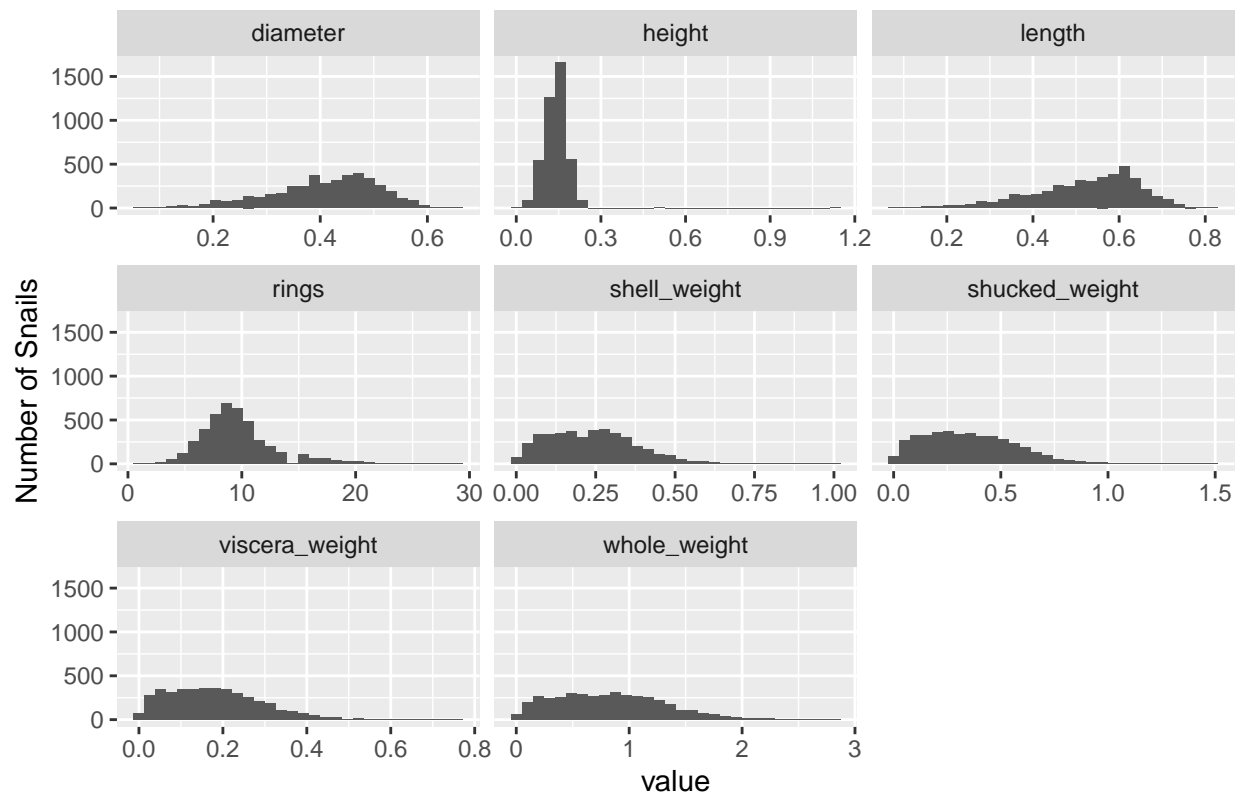 diameter height length
1500
1000
500
0
0.2 0.4 0.6 0.0 0.3 0.6 0.9 1.2 0.2 0.4 0.6 0.8
rings shell_weight shucked_weight
1500
1000
500
0
0 10 20 30 0.00 0.25 0.50 0.75 1.00 0.0 0.5 1.0 1.5
viscera_weight whole_weight
1500
1000
500
0
0.0 0.2 0.4 0.6 0.8 0 1 2 3
Number of Snails
value